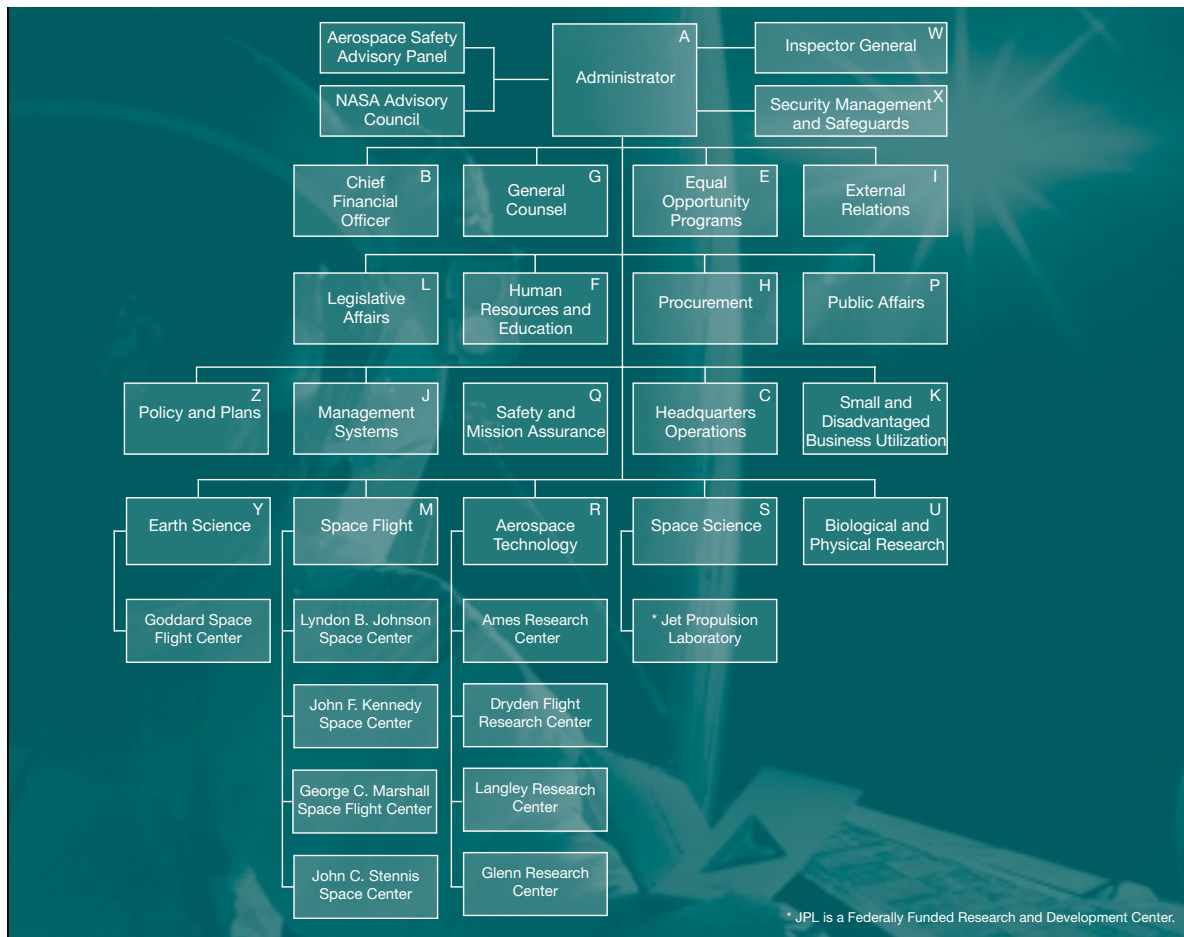 Aerospace Safety
Advisory Panel
NASA Advisory
Council
A
Administrator
W
Inspector General
X
Security Management
and Safeguards
B
Chief
Financial
Officer
G
General
Counsel
E
Equal
Opportunity
Programs
I
External
Relations
L
Legislative
Affairs
F
Human
Resources and
Education
H
Procurement
P
Public Affairs
Z
Policy and Plans
J
Management
Systems
Q
Safety and
Mission Assurance
C
Headquarters
Operations
K
Small and
Disadvantaged
Business Utilization
Y
Earth Science
M
Space Flight
R
Aerospace
Technology
S
Space Science
U
Biological and
Physical Research
Goddard Space
Flight Center
Lyndon B. Johnson
Space Center
Ames Research
Center
* Jet Propulsion
Laboratory
John F. Kennedy
Space Center
Dryden Flight
Research Center
George C. Marshall
Space Flight Center
Langley Research
Center
John C. Stennis
Space Center
Glenn Research
Center
* JPL is a Federally Funded Research and Development Center.